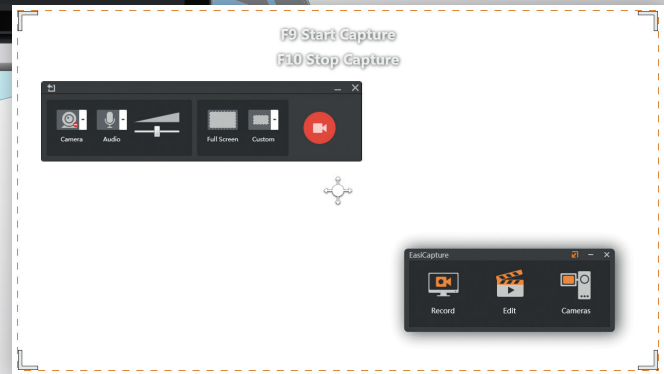 F9 Start Capture
F10 Stop Capture
Camera
Audio
Full Screen
Custom
EasiCapture
Record
Edit
Cameras